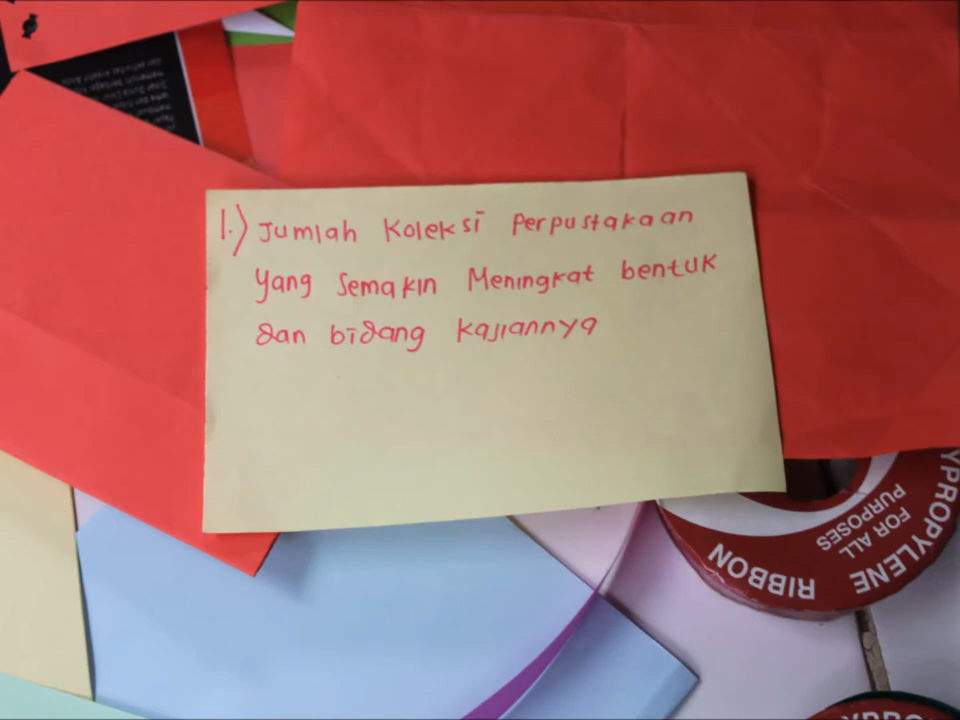 1.) Jumlah Koleksi Perpustakaan
yang Semakin Meningkat bentuk
dan bidang kajiannya
YPROPYLENE
FOR ALL
PURPOSES
RIBBON